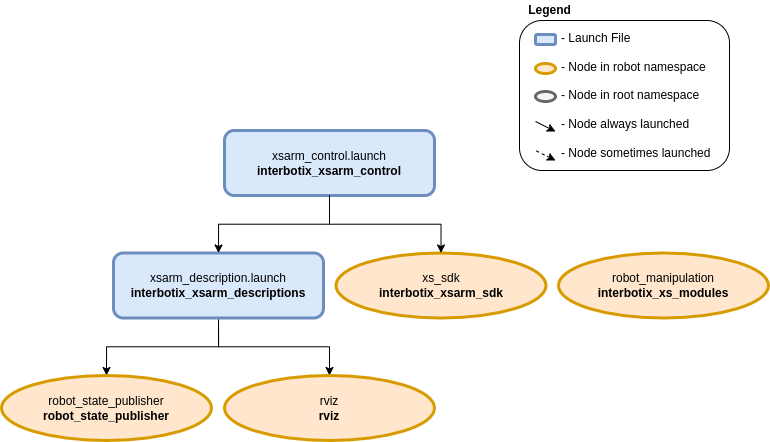 Legend
- Launch File
- Node in robot namespace
- Node in root namespace
- Node always launched
- Node sometimes launched
xsarm_control.launch
interbotix_xsarm_control
xsarm_description.launch
interbotix_xsarm_descriptions
xs_sdk
interbotix_xsarm_sdk
robot_manipulation
interbotix_xs_modules
robot_state_publisher
robot_state_publisher
rviz
rviz